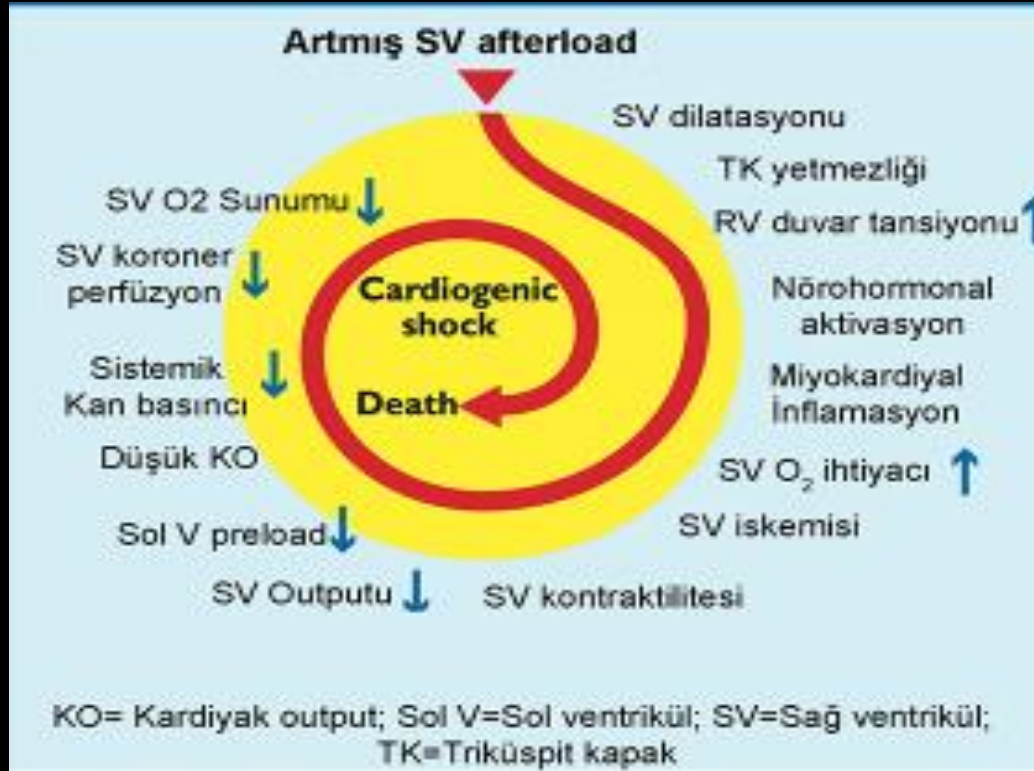 Artmış SV afterload
SV dilatasyonu
TK yetmezliği
RV duvar tansiyonu ↑
Nörohormonal
aktivasyon
Miyokardiyal
İnflamasyon
SV O₂ ihtiyacı ↑
SV iskemisi
SV kontraktilitesi
SV Outputu ↓
Sol V preload ↓
Düşük KO
Sistemik
Kan basıncı ↓
SV koroner
perfüzyon ↓
SV O2 Sunumu ↓
Cardiogenic
shock
Death
KO= Kardiyak output; Sol V=Sol ventrikül; SV=Sağ ventrikül;
TK=Triküspit kapak